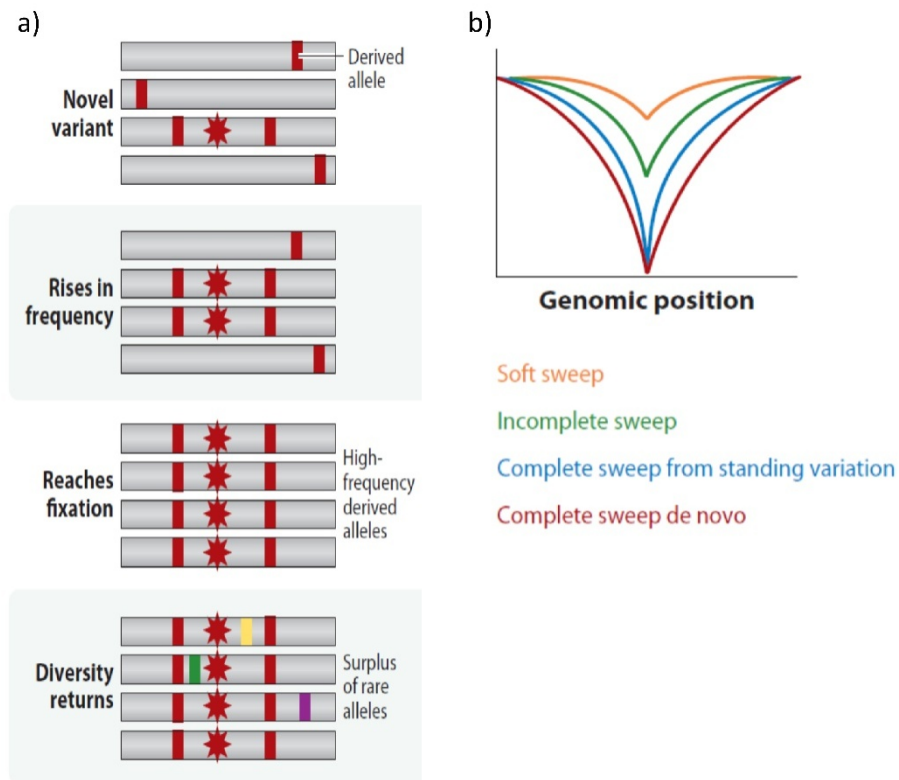 a)
Derived
allele
Novel
variant
Rises in
frequency
Reaches
fixation
High-
frequency
derived
alleles
Diversity
returns
Surplus
of rare
alleles
b)
Genomic position
Soft sweep
Incomplete sweep
Complete sweep from standing variation
Complete sweep de novo